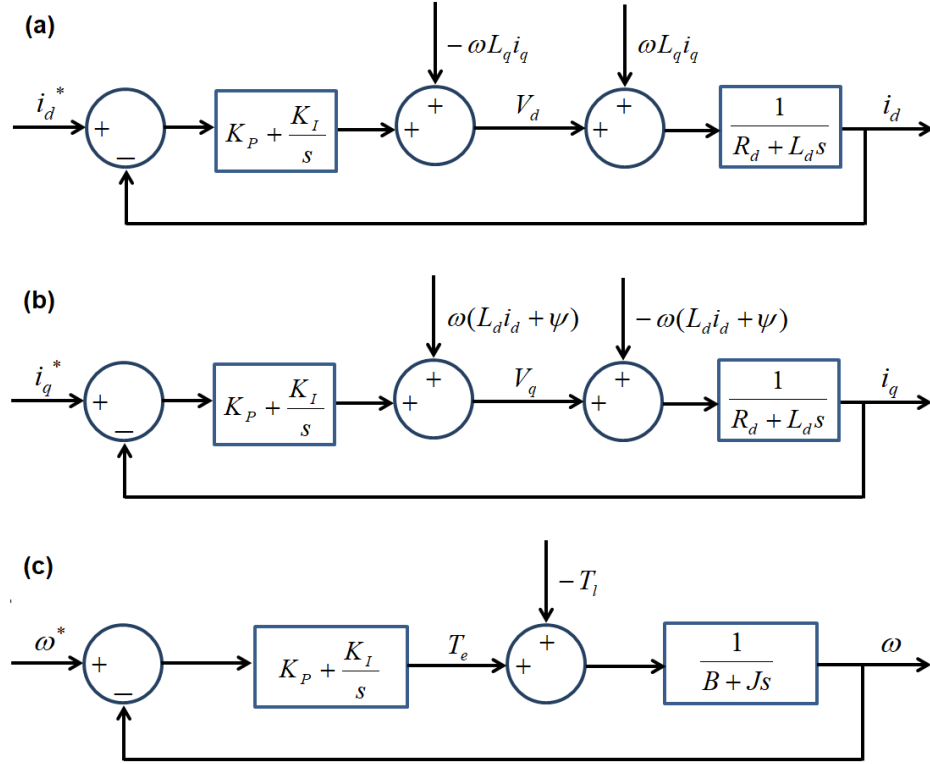 (a)
- ωL_q i_q
ωL_q i_q
i_d^*
+
−
K_P + K_I/s
+
+
V_d
+
+
1/(R_d + L_d s)
i_d
(b)
ω(L_d i_d + ψ)
- ω(L_d i_d + ψ)
i_q^*
+
−
K_P + K_I/s
+
+
V_q
+
+
1/(R_d + L_d s)
i_q
(c)
- T_l
ω^*
+
−
K_P + K_I/s
T_e
+
+
1/(B + Js)
ω